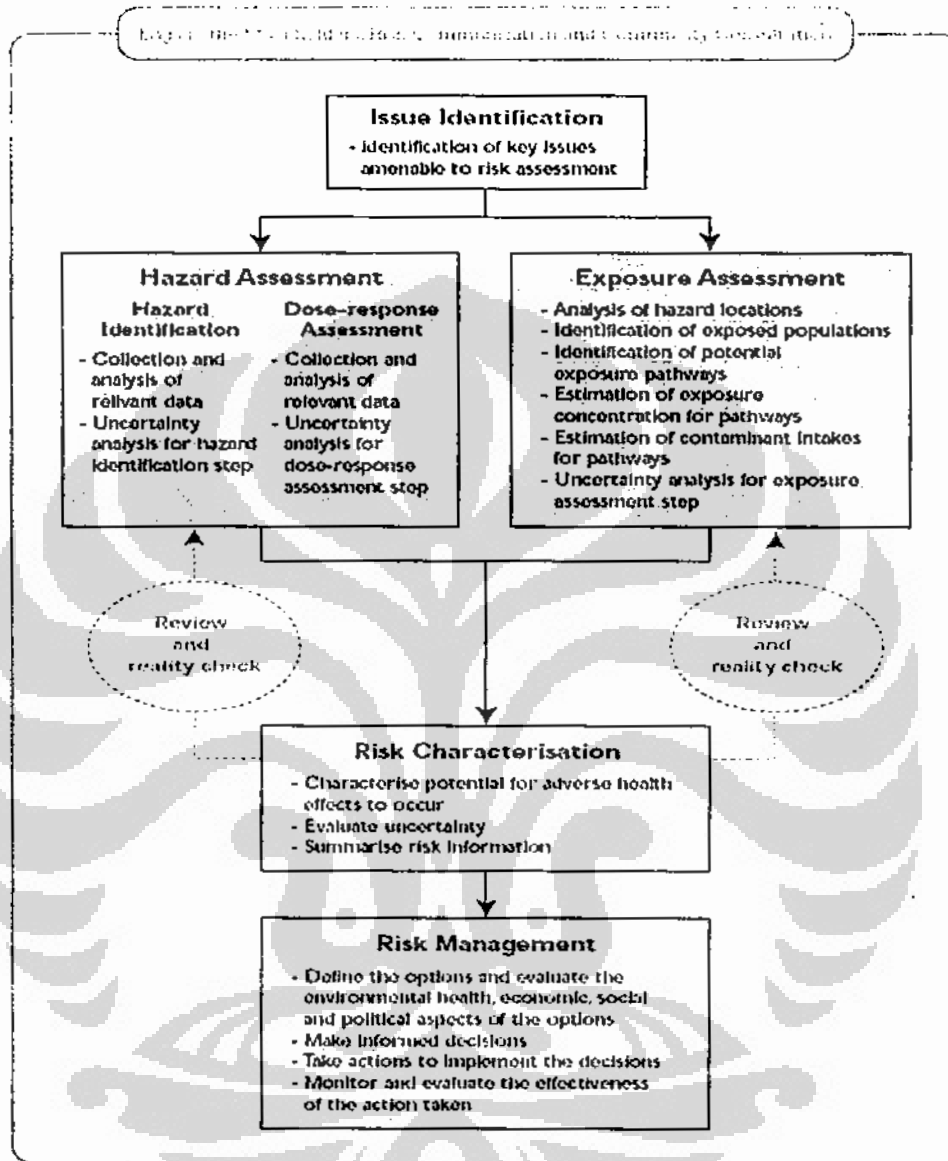 and Community Consultation
Issue Identification
- Identification of key issues
amenable to risk assessment
Hazard Assessment
Hazard
Identification
- Collection and
analysis of
relivant data
- Uncertainty
analysis for hazard
identification step
Dose-response
Assessment
- Collection and
analysis of
relevant data
- Uncertainty
analysis for
dose-response
assessment step
Exposure Assessment
- Analysis of hazard locations
- Identification of exposed populations
- Identification of potential
exposure pathways
- Estimation of exposure
concentration for pathways
- Estimation of contaminant intakes
for pathways
- Uncertainty analysis for exposure
assessment step
Review
and
reality check
Review
and
reality check
Risk Characterisation
- Characterise potential for adverse health
effects to occur
- Evaluate uncertainty
- Summarise risk information
Risk Management
- Define the options and evaluate the
environmental health, economic, social
and political aspects of the options
- Make informed decisions
- Take actions to implement the decisions
- Monitor and evaluate the effectiveness
of the action taken